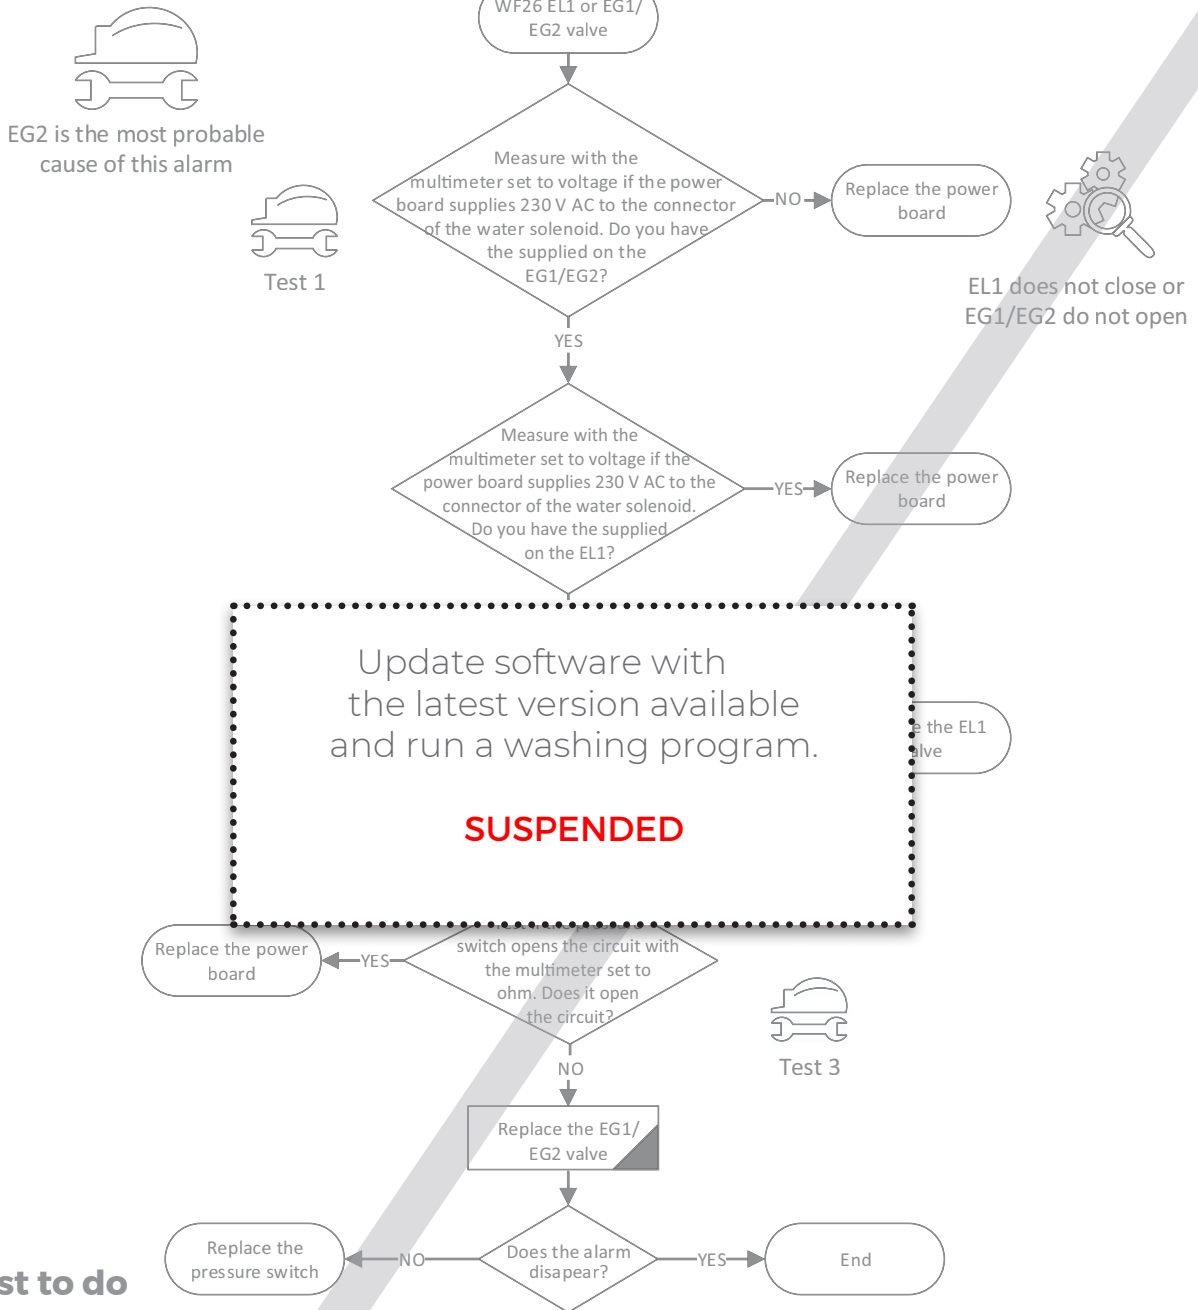 WF26 EL1 or EG1/
EG2 valve
EG2 is the most probable
cause of this alarm
Measure with the
multimeter set to voltage if the power
board supplies 230 V AC to the connector
of the water solenoid. Do you have
the supplied on the
EG1/EG2?
NO
Replace the power
board
Test 1
EL1 does not close or
EG1/EG2 do not open
YES
Measure with the
multimeter set to voltage if the
power board supplies 230 V AC to the
connector of the water solenoid.
Do you have the supplied
on the EL1?
YES
Replace the power
board
Update software with
the latest version available
and run a washing program.
SUSPENDED
the EL1
Replace the power
board
YES
switch opens the circuit with
the multimeter set to
ohm. Does it open
the circuit?
Test 3
NO
Replace the EG1/
EG2 valve
Replace the
pressure switch
NO
Does the alarm
disapear?
YES
End
to do